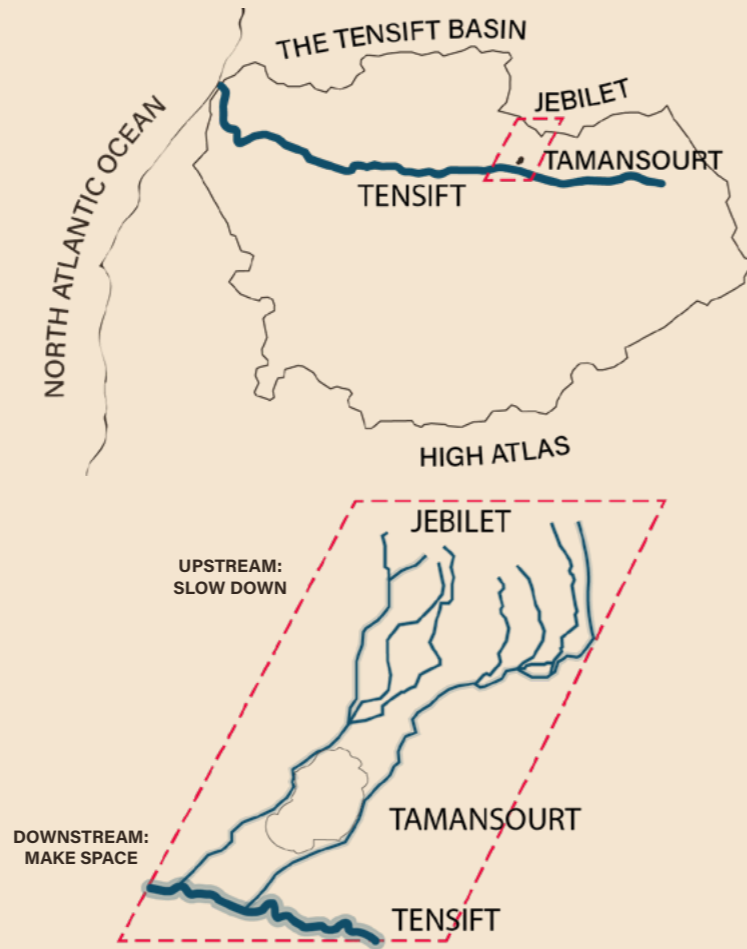 THE TENSIFT BASIN
JEBILET
NORTH ATLANTIC OCEAN
TAMANSOURT
TENSIFT
HIGH ATLAS
JEBILET
UPSTREAM:
SLOW DOWN
TAMANSOURT
DOWNSTREAM:
MAKE SPACE
TENSIFT